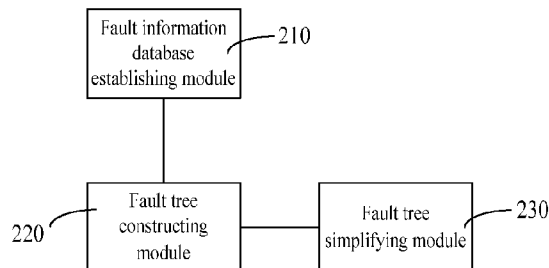 Fault information
database
establishing module
210
Fault tree
constructing
module
220
Fault tree
simplifying module
230